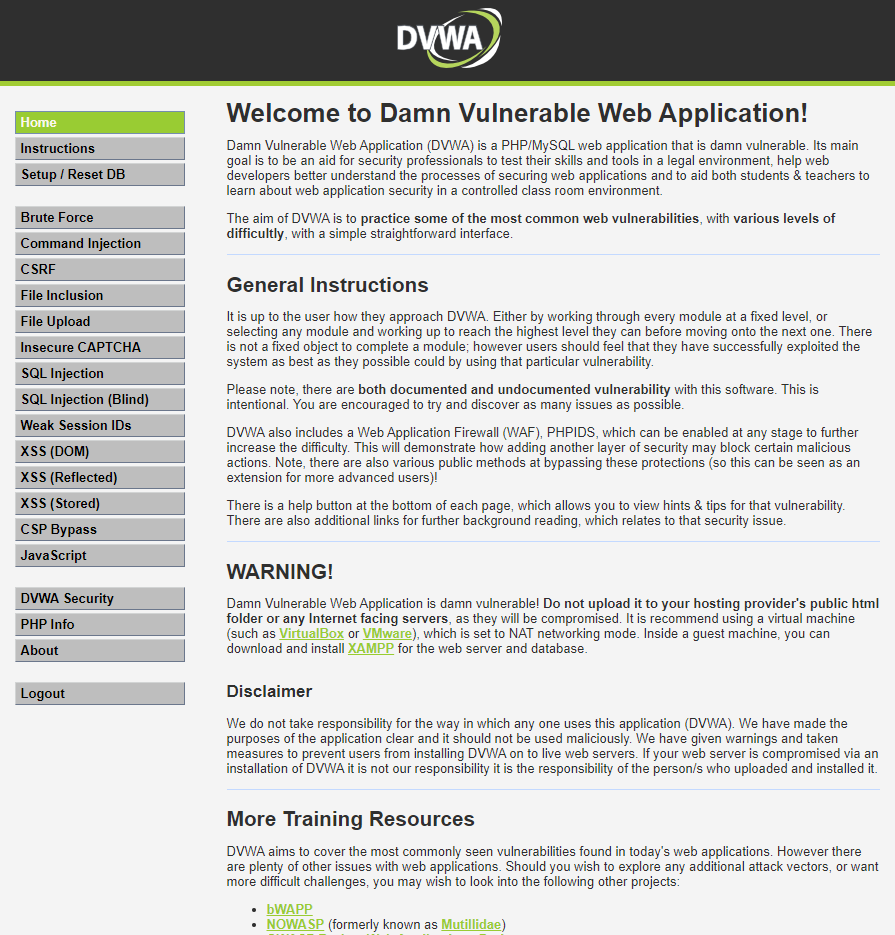 DVWA
Home
Instructions
Setup / Reset DB
Brute Force
Command Injection
CSRF
File Inclusion
File Upload
Insecure CAPTCHA
SQL Injection
SQL Injection (Blind)
Weak Session IDs
XSS (DOM)
XSS (Reflected)
XSS (Stored)
CSP Bypass
JavaScript
DVWA Security
PHP Info
About
Logout
Welcome to Damn Vulnerable Web Application!
Damn Vulnerable Web Application (DVWA) is a PHP/MySQL web application that is damn vulnerable. Its main
goal is to be an aid for security professionals to test their skills and tools in a legal environment, help web
developers better understand the processes of securing web applications and to aid both students & teachers to
learn about web application security in a controlled class room environment.
The aim of DVWA is to practice some of the most common web vulnerabilities, with various levels of
difficultly, with a simple straightforward interface.
General Instructions
It is up to the user how they approach DVWA. Either by working through every module at a fixed level, or
selecting any module and working up to reach the highest level they can before moving onto the next one. There
is not a fixed object to complete a module; however users should feel that they have successfully exploited the
system as best as they possible could by using that particular vulnerability.
Please note, there are both documented and undocumented vulnerability with this software. This is
intentional. You are encouraged to try and discover as many issues as possible.
DVWA also includes a Web Application Firewall (WAF), PHPIDS, which can be enabled at any stage to further
increase the difficulty. This will demonstrate how adding another layer of security may block certain malicious
actions. Note, there are also various public methods at bypassing these protections (so this can be seen as an
extension for more advanced users)!
There is a help button at the bottom of each page, which allows you to view hints & tips for that vulnerability.
There are also additional links for further background reading, which relates to that security issue.
WARNING!
Damn Vulnerable Web Application is damn vulnerable! Do not upload it to your hosting provider's public html
folder or any Internet facing servers, as they will be compromised. It is recommend using a virtual machine
(such as VirtualBox or VMware), which is set to NAT networking mode. Inside a guest machine, you can
download and install XAMPP for the web server and database.
Disclaimer
We do not take responsibility for the way in which any one uses this application (DVWA). We have made the
purposes of the application clear and it should not be used maliciously. We have given warnings and taken
measures to prevent users from installing DVWA on to live web servers. If your web server is compromised via an
installation of DVWA it is not our responsibility it is the responsibility of the person/s who uploaded and installed it.
More Training Resources
DVWA aims to cover the most commonly seen vulnerabilities found in today's web applications. However there
are plenty of other issues with web applications. Should you wish to explore any additional attack vectors, or want
more difficult challenges, you may wish to look into the following other projects:
• bWAPP
• NOWASP (formerly known as Mutillidae)